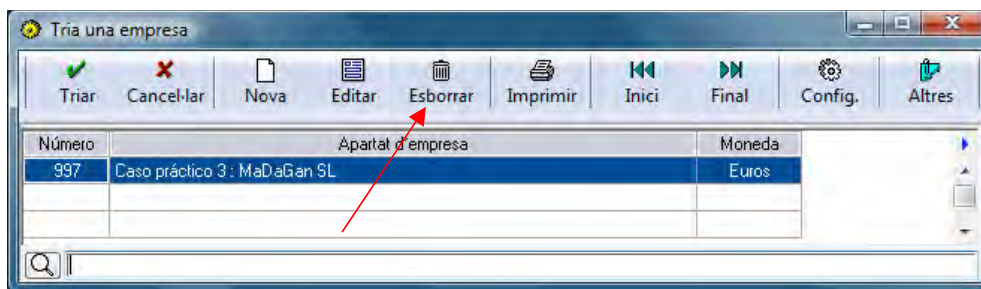 Tria una empresa
Triar Cancel·lar Nova Editar Esborrar Imprimir Inici Final Config. Altres
Número Apartat d'empresa Moneda
997 Caso práctico 3 : MaDaGan SL Euros